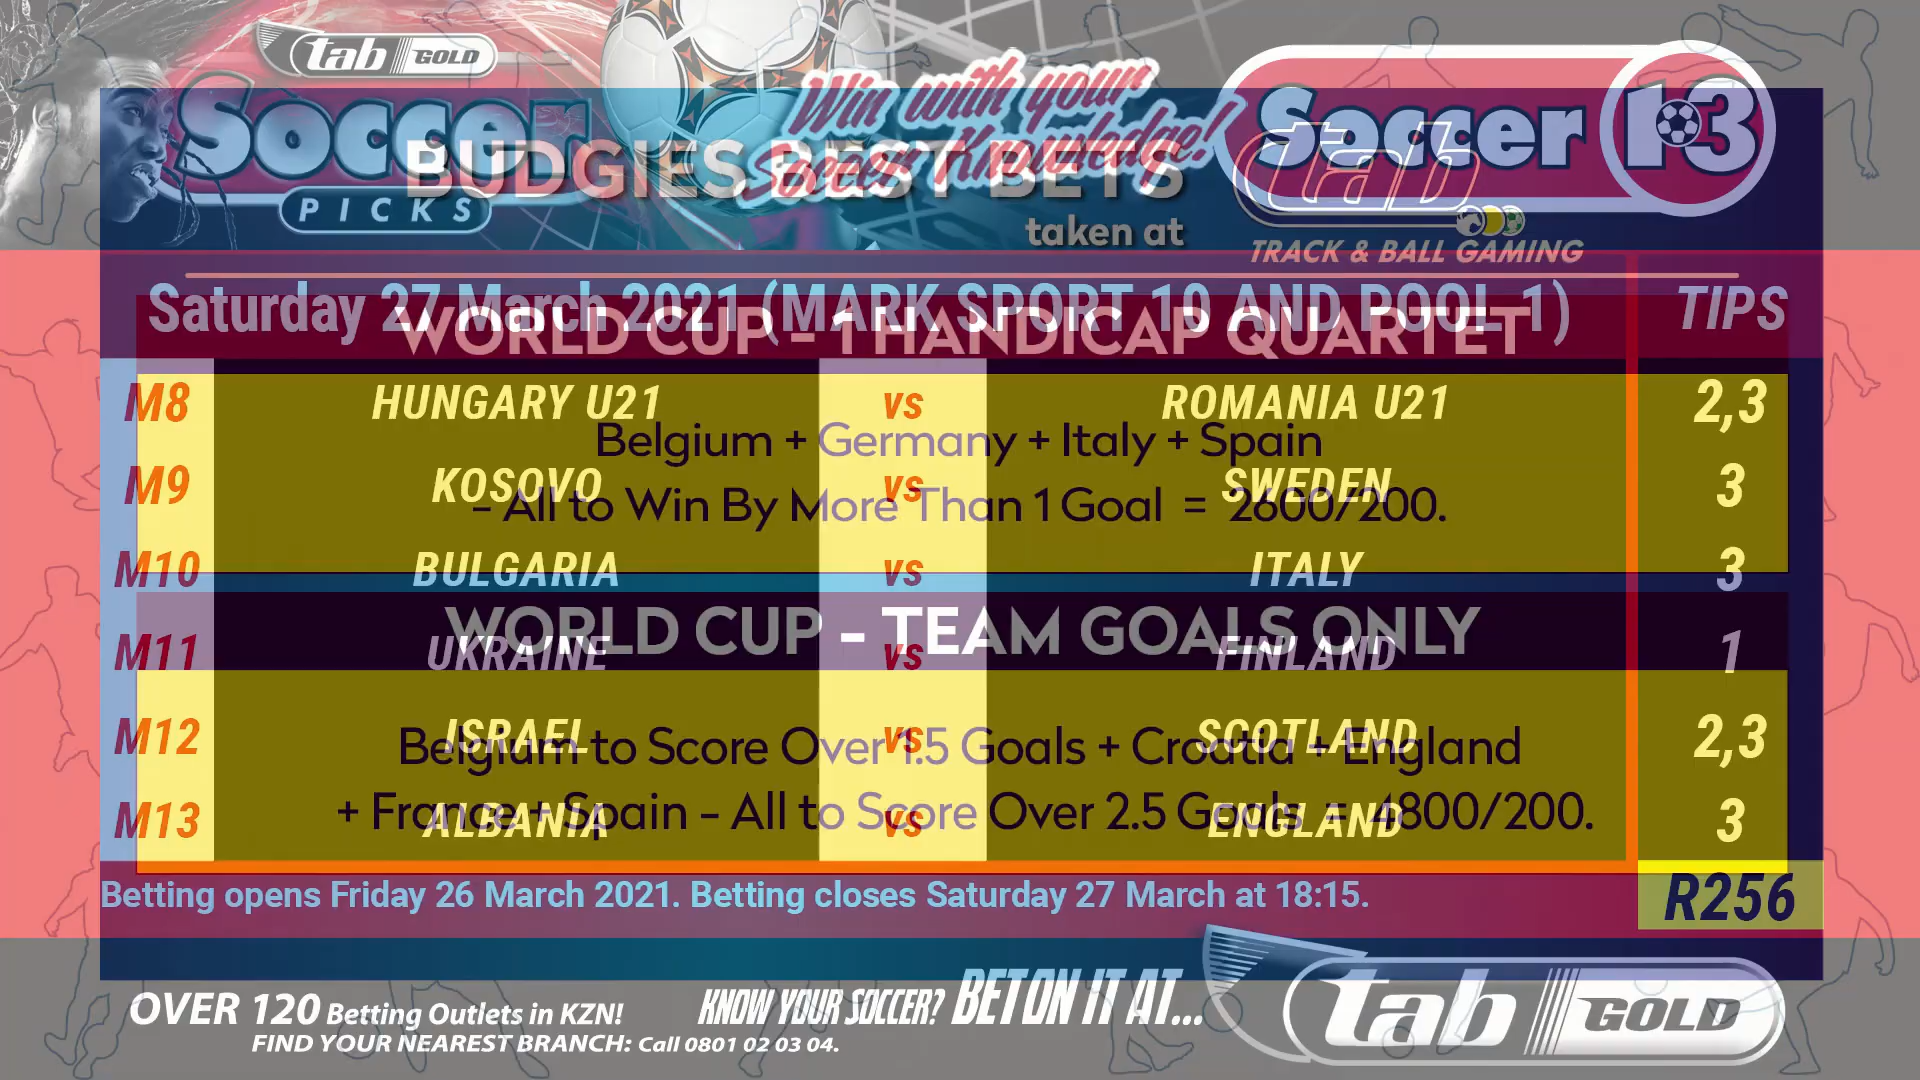 tab GOLD
Soccer
PICKS
Win with your
Soccer Knowledge!
Soccer 13
BUDGIES BEST BETS
taken at
tab
TRACK & BALL GAMING
Saturday 27 March 2021 (MARK SPORT 10 AND POOL 1) TIPS
WORLD CUP - 1 HANDICAP QUARTET
M8 HUNGARY U21 vs ROMANIA U21 2,3
Belgium + Germany + Italy + Spain
M9 KOSOVO vs SWEDEN 3
- All to Win By More Than 1 Goal = 2600/200.
M10 BULGARIA vs ITALY 3
WORLD CUP - TEAM GOALS ONLY
M11 UKRAINE vs FINLAND 1
M12 ISRAEL vs SCOTLAND 2,3
Belgium to Score Over 1.5 Goals + Croatia + England
+ France + Spain - All to Score Over 2.5 Goals = 4800/200.
M13 ALBANIA vs ENGLAND 3
Betting opens Friday 26 March 2021. Betting closes Saturday 27 March at 18:15. R256
OVER 120 Betting Outlets in KZN!
FIND YOUR NEAREST BRANCH: Call 0801 02 03 04.
KNOW YOUR SOCCER? BET ON IT AT...
tab GOLD